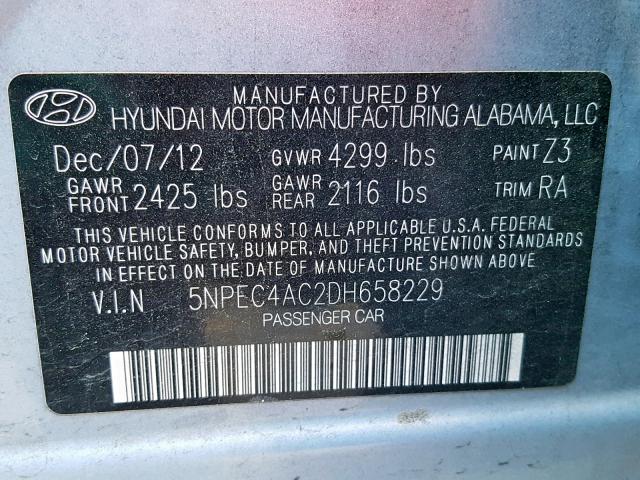 MANUFACTURED BY
HYUNDAI MOTOR MANUFACTURING ALABAMA, LLC
Dec/07/12 GVWR 4299 lbs PAINT Z3
GAWR FRONT 2425 lbs GAWR REAR 2116 lbs TRIM RA
THIS VEHICLE CONFORMS TO ALL APPLICABLE U.S.A. FEDERAL
MOTOR VEHICLE SAFETY, BUMPER, AND THEFT PREVENTION STANDARDS
IN EFFECT ON THE DATE OF MANUFACTURE SHOWN ABOVE.
V.I.N 5NPEC4AC2DH658229
PASSENGER CAR